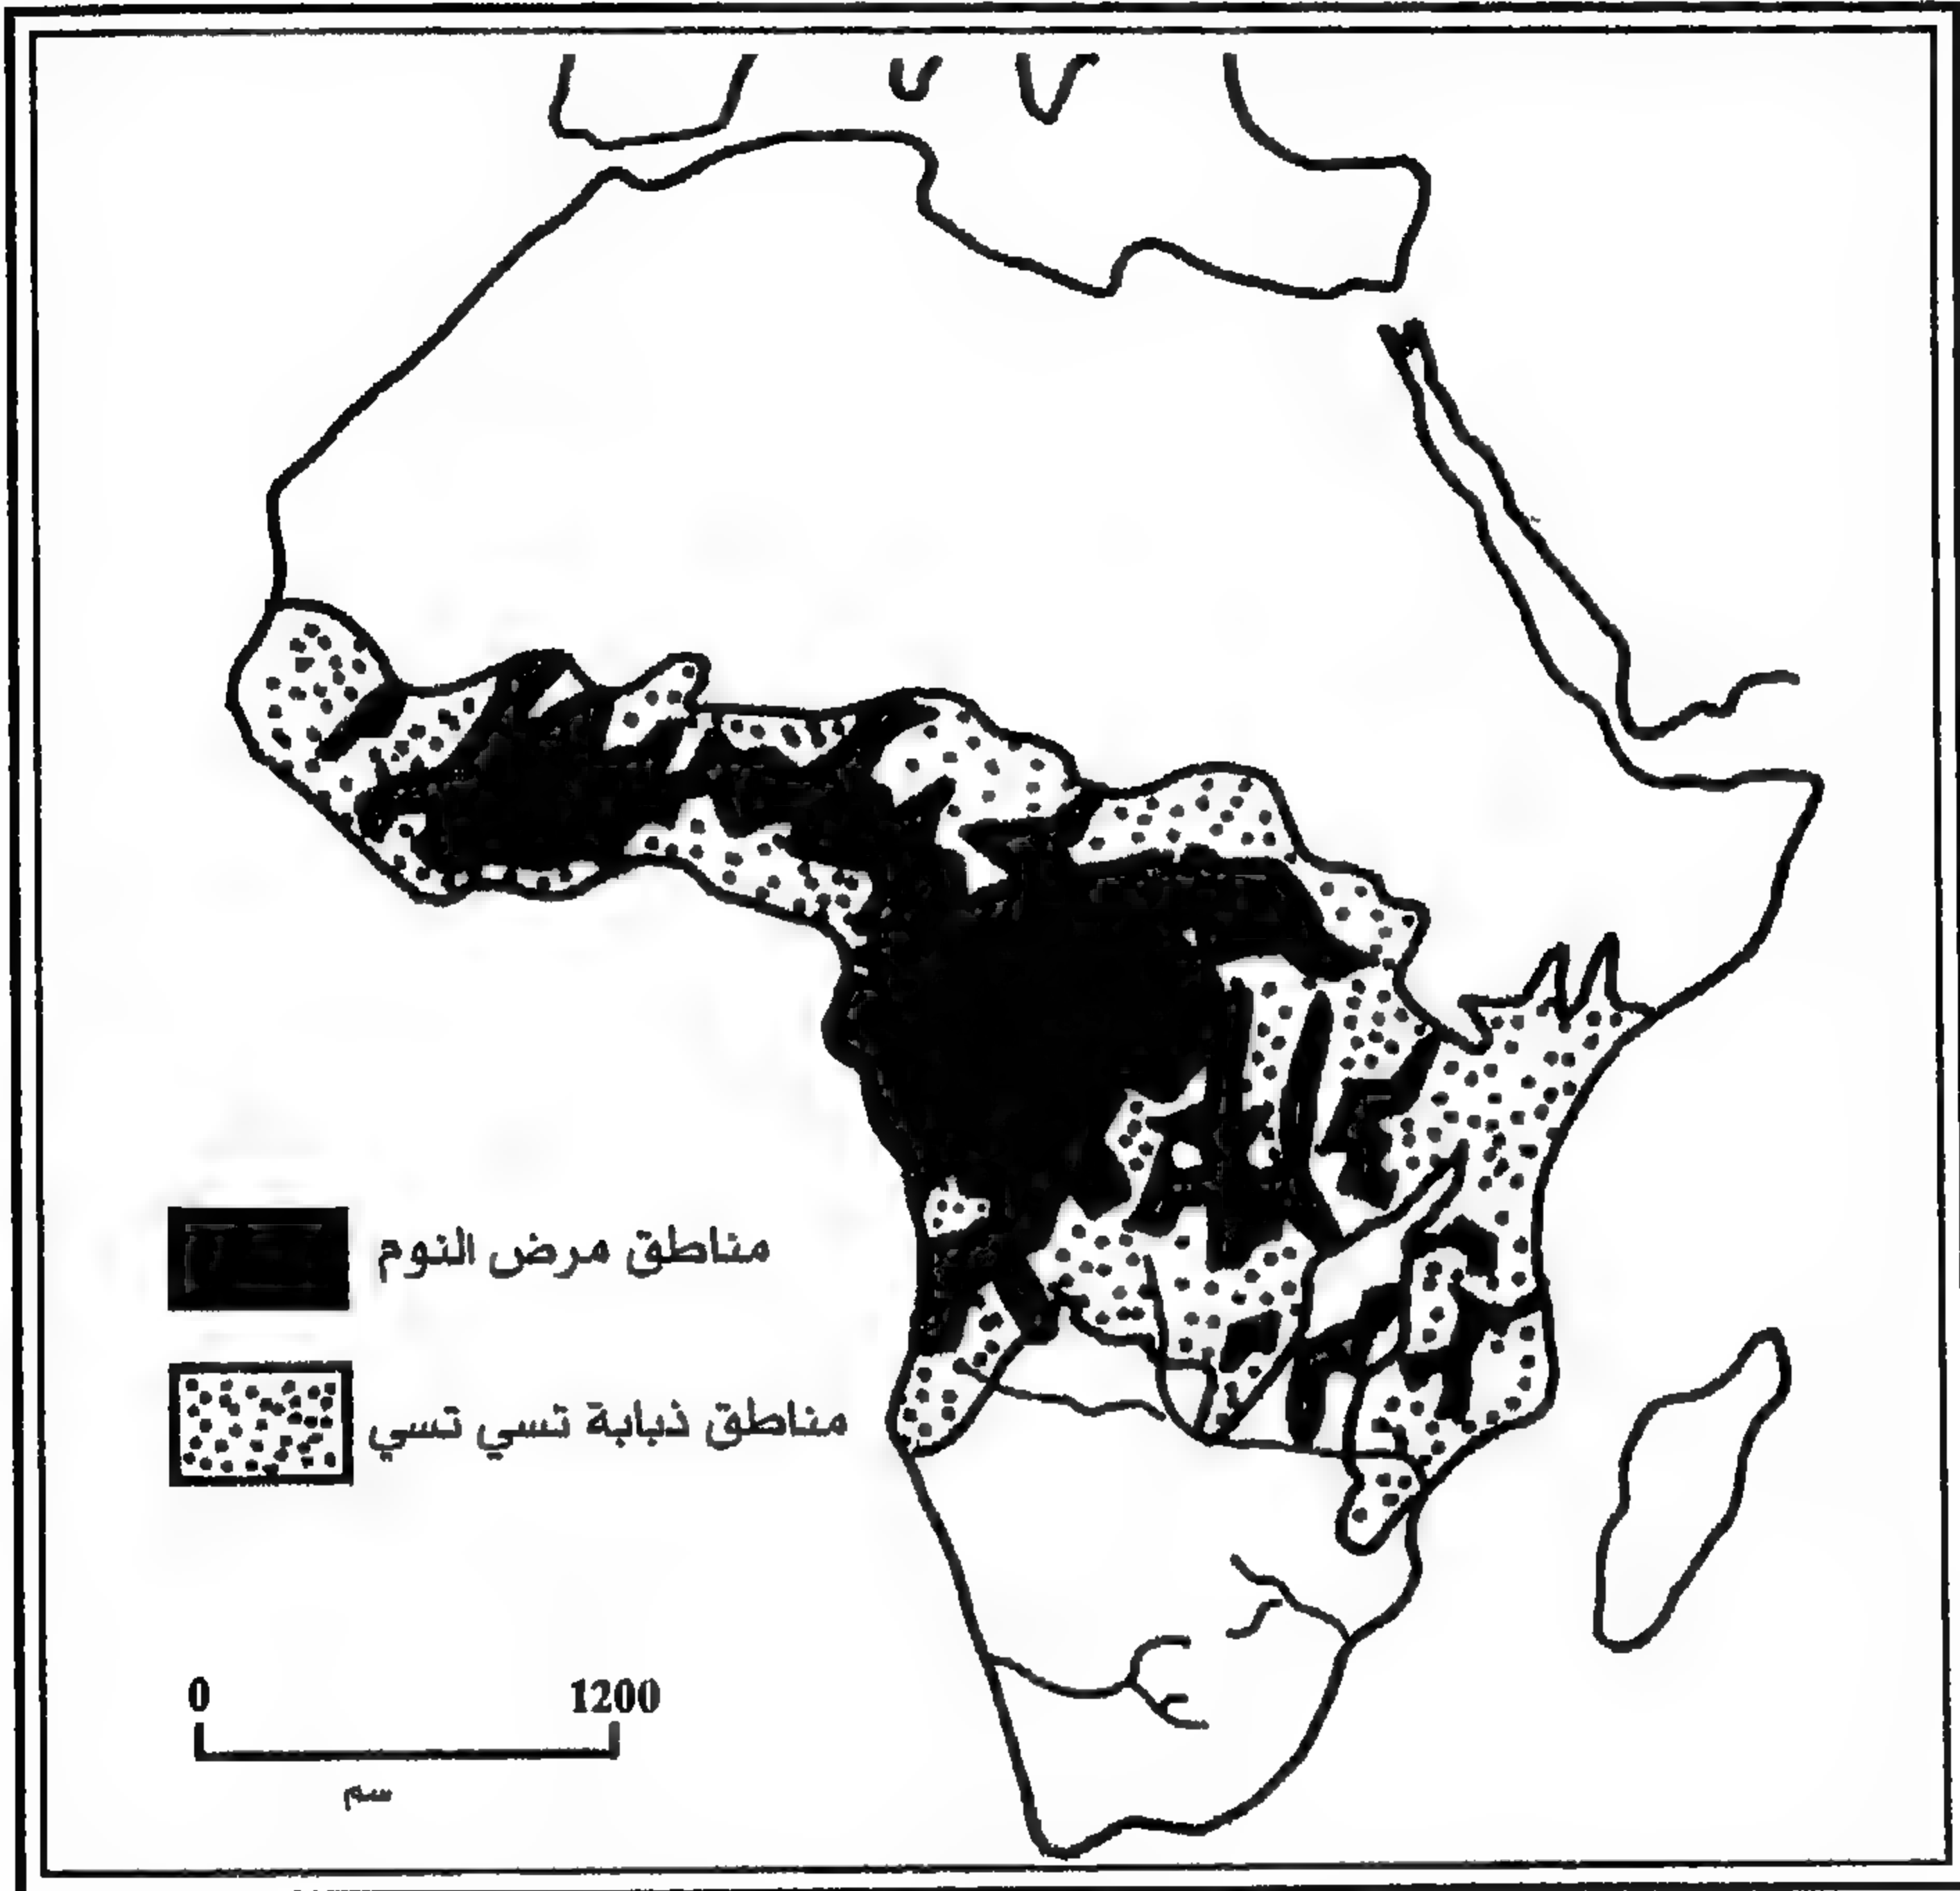 مناطق مرض النوم
مناطق ذبابة تسي تسي
0 1200
سم